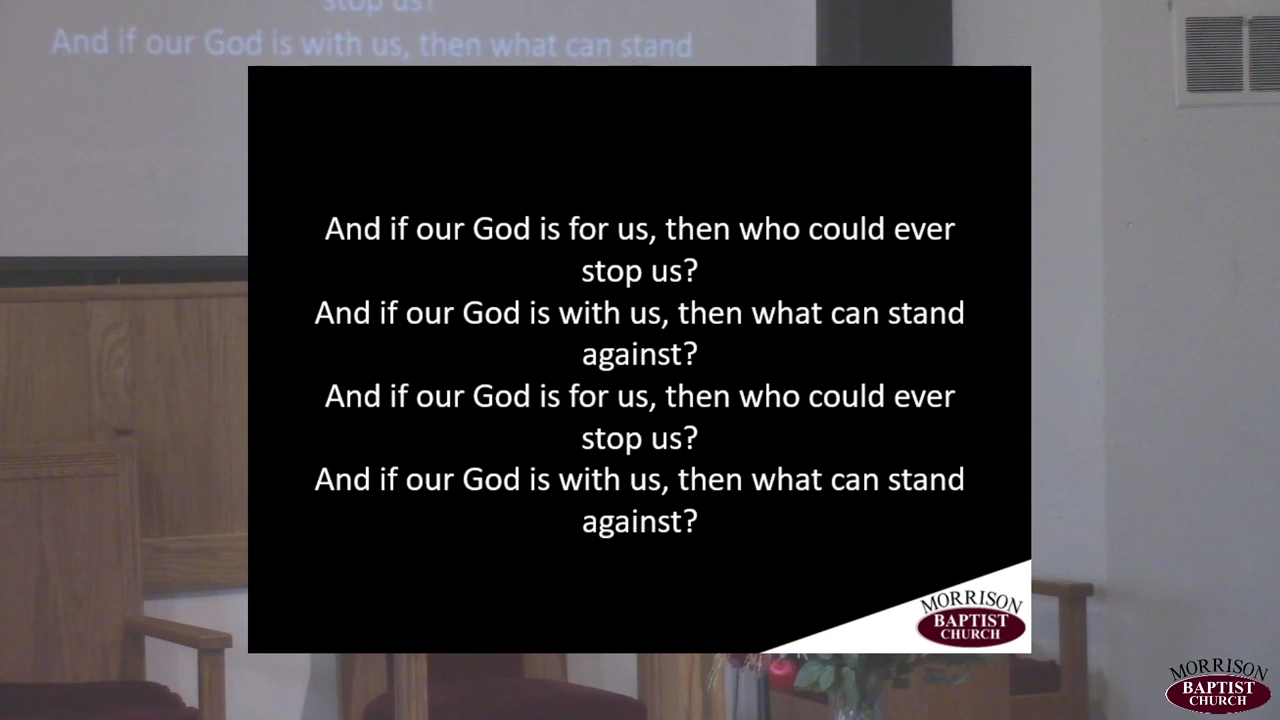 stop us?
And if our God is with us, then what can stand
And if our God is for us, then who could ever
stop us?
And if our God is with us, then what can stand
against?
And if our God is for us, then who could ever
stop us?
And if our God is with us, then what can stand
against?
MORRISON
BAPTIST
CHURCH
MORRISON
BAPTIST
CHURCH